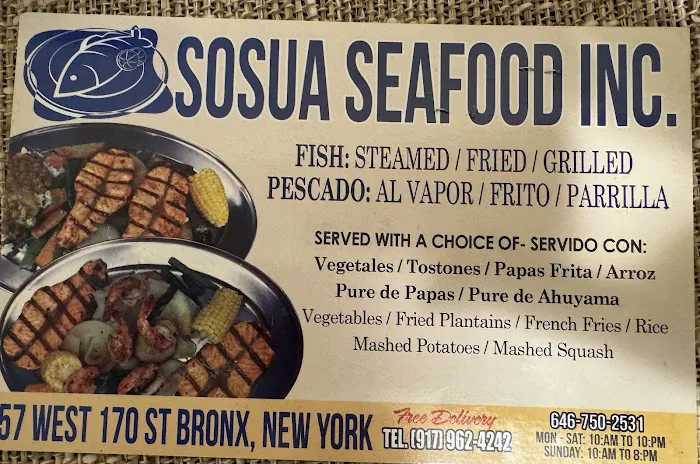 SOSUA SEAFOOD INC.
FISH: STEAMED / FRIED / GRILLED
PESCADO: AL VAPOR / FRITO / PARRILLA
SERVED WITH A CHOICE OF- SERVIDO CON:
Vegetales / Tostones / Papas Frita / Arroz
Pure de Papas / Pure de Ahuyama
Vegetables / Fried Plantains / French Fries / Rice
Mashed Potatoes / Mashed Squash
57 WEST 170 ST BRONX, NEW YORK
Free Delivery
TEL. (917) 962-4242
646-750-2531
MON - SAT: 10:AM TO 10:PM
SUNDAY: 10:AM TO 8:PM